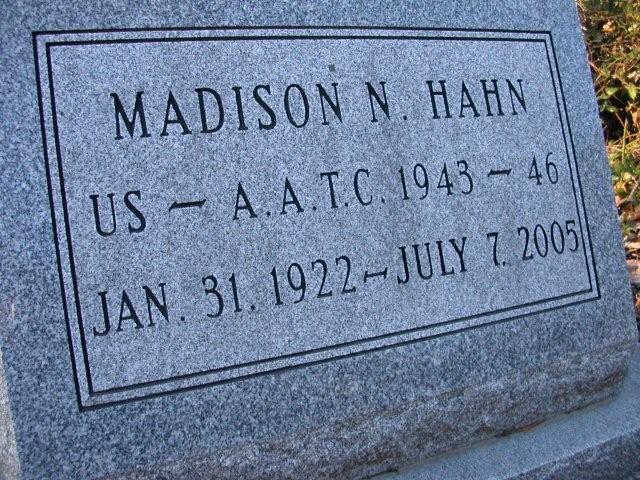 MADISON N. HAHN
US – A.A.T.C. 1943 – 46
JAN. 31. 1922 – JULY 7. 2005